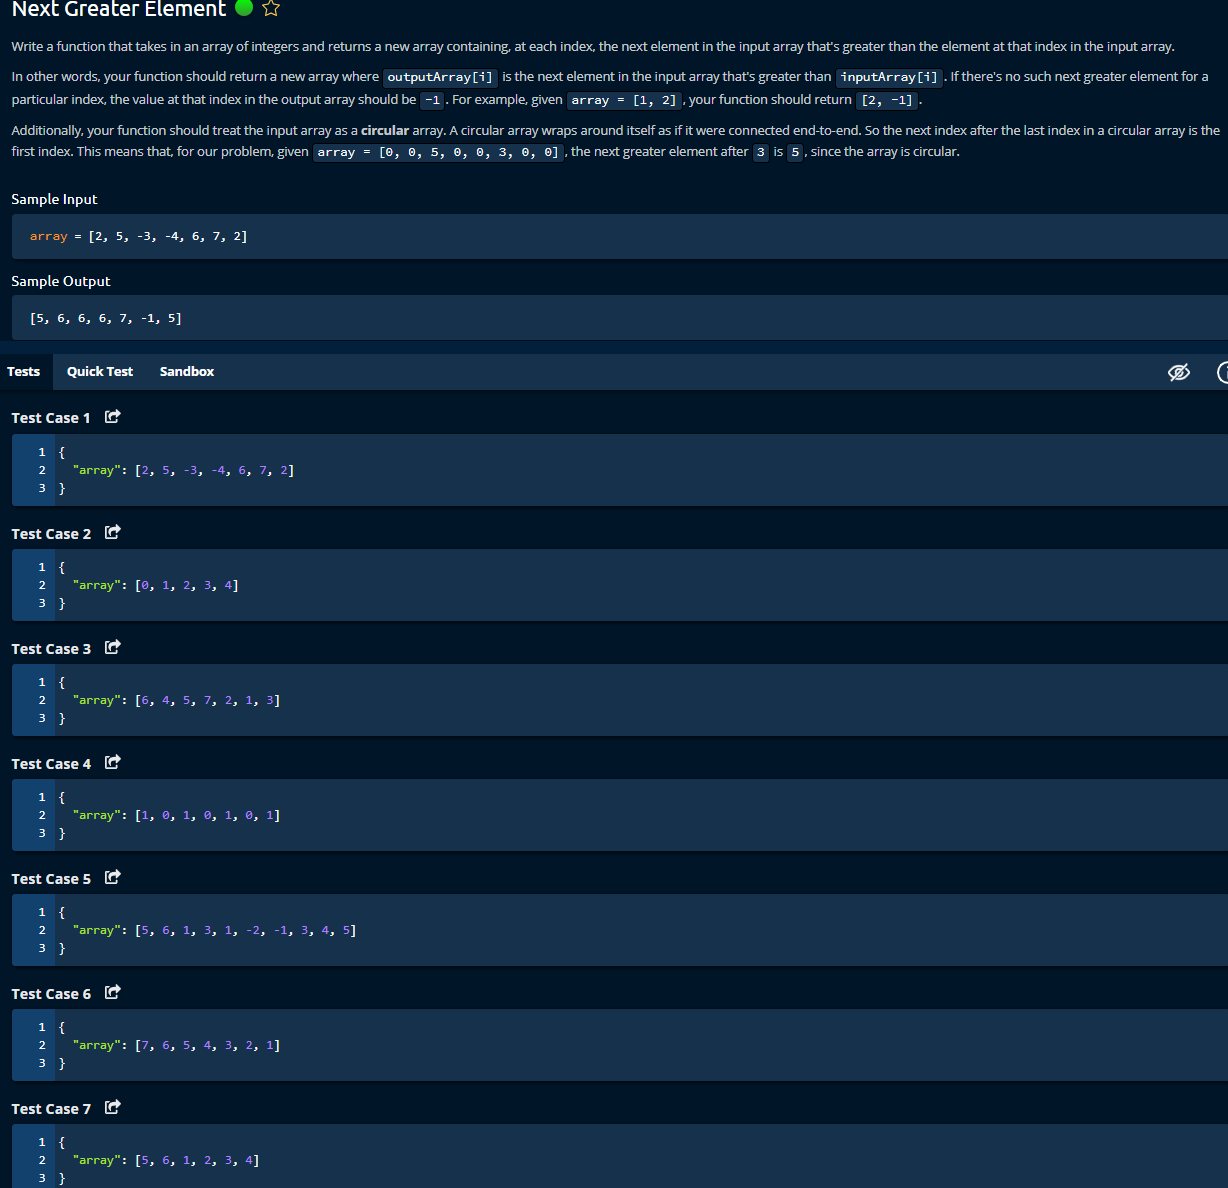 Next Greater Element
Write a function that takes in an array of integers and returns a new array containing, at each index, the next element in the input array that's greater than the element at that index in the input array.
In other words, your function should return a new array where outputArray[i] is the next element in the input array that's greater than inputArray[i] . If there's no such next greater element for a
particular index, the value at that index in the output array should be -1 . For example, given array = [1, 2] , your function should return [2, -1] .
Additionally, your function should treat the input array as a circular array. A circular array wraps around itself as if it were connected end-to-end. So the next index after the last index in a circular array is the
first index. This means that, for our problem, given array = [0, 0, 5, 0, 0, 3, 0, 0] , the next greater element after 3 is 5 , since the array is circular.
Sample Input
array = [2, 5, -3, -4, 6, 7, 2]
Sample Output
[5, 6, 6, 6, 7, -1, 5]
Tests Quick Test Sandbox
Test Case 1
1 {
2 "array": [2, 5, -3, -4, 6, 7, 2]
3 }
Test Case 2
1 {
2 "array": [0, 1, 2, 3, 4]
3 }
Test Case 3
1 {
2 "array": [6, 4, 5, 7, 2, 1, 3]
3 }
Test Case 4
1 {
2 "array": [1, 0, 1, 0, 1, 0, 1]
3 }
Test Case 5
1 {
2 "array": [5, 6, 1, 3, 1, -2, -1, 3, 4, 5]
3 }
Test Case 6
1 {
2 "array": [7, 6, 5, 4, 3, 2, 1]
3 }
Test Case 7
1 {
2 "array": [5, 6, 1, 2, 3, 4]
3 }